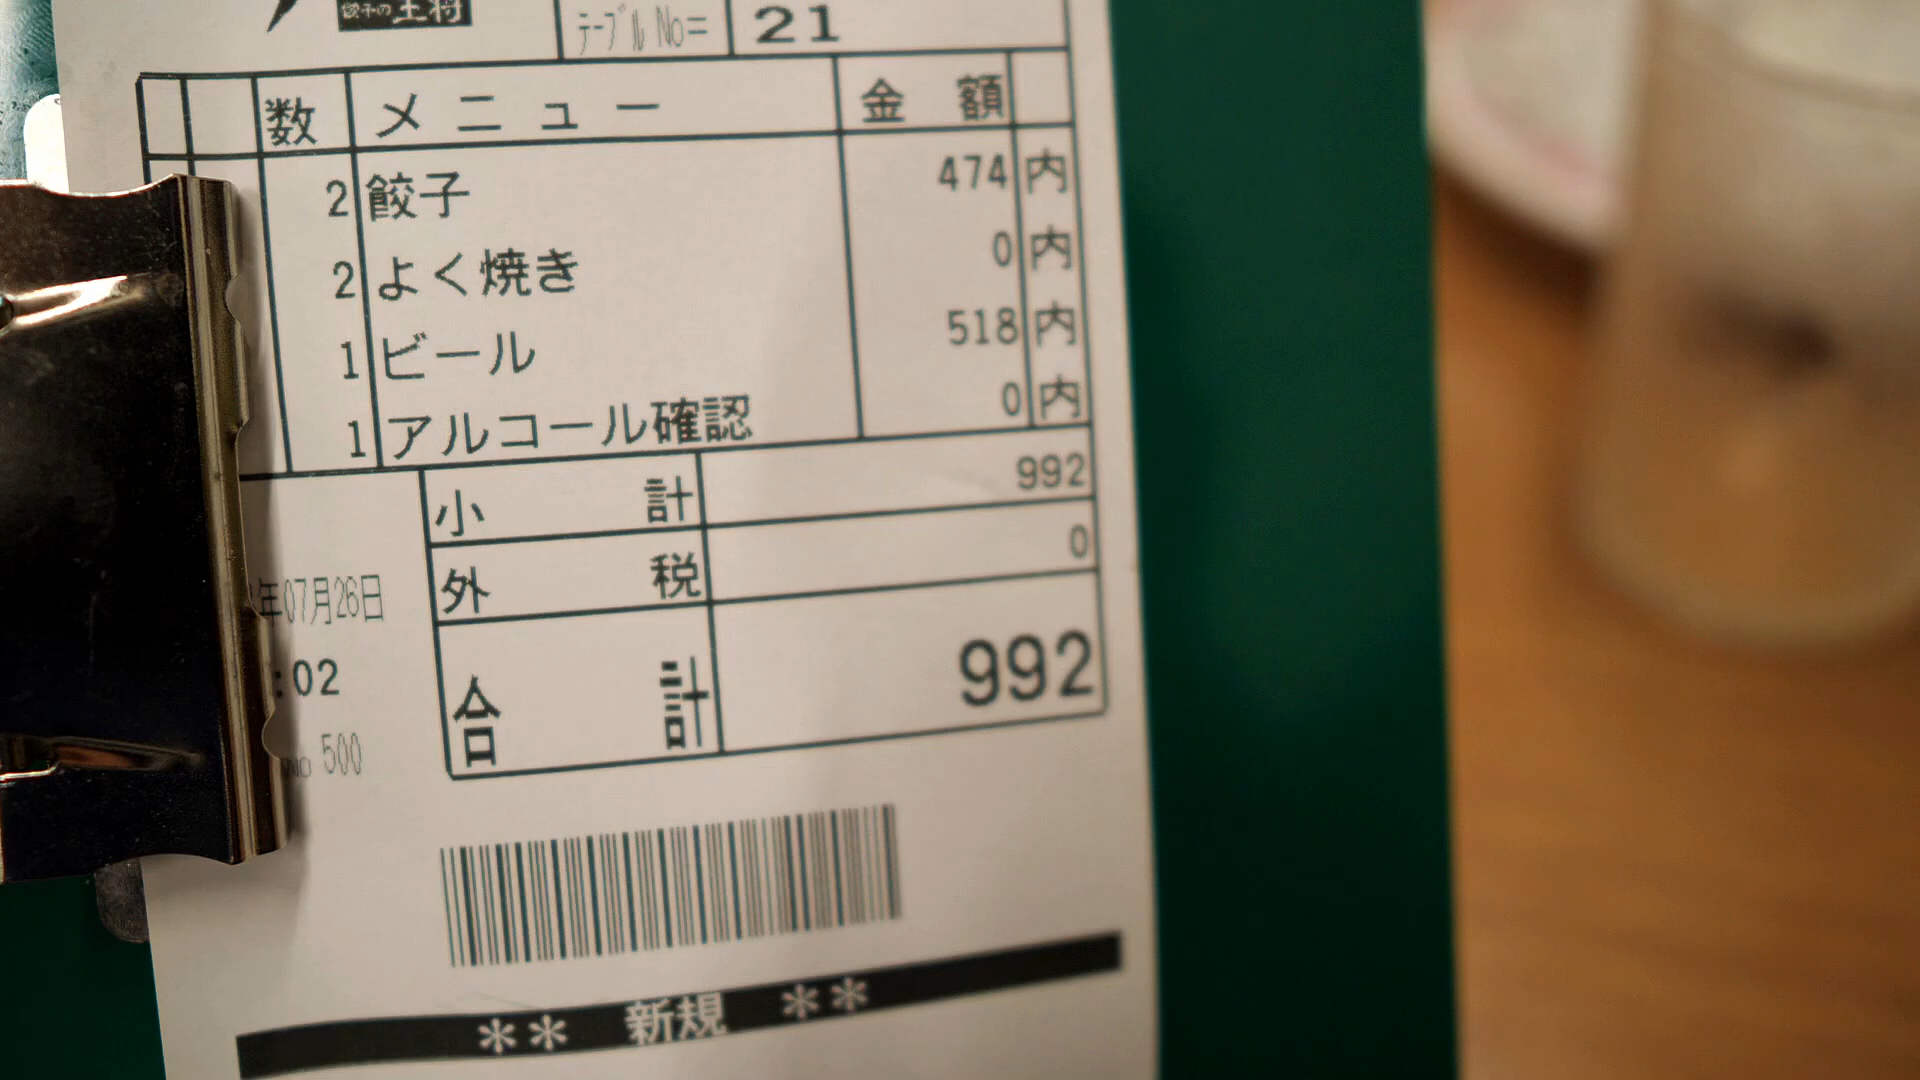 餃子の王将
テーブル No= 21
数 メニュー 金額
2 餃子 474 内
2 よく焼き 0 内
1 ビール 518 内
1 アルコール確認 0 内
小計 992
外税 0
合計 992
年07月26日
:02
No 500
** 新規 **